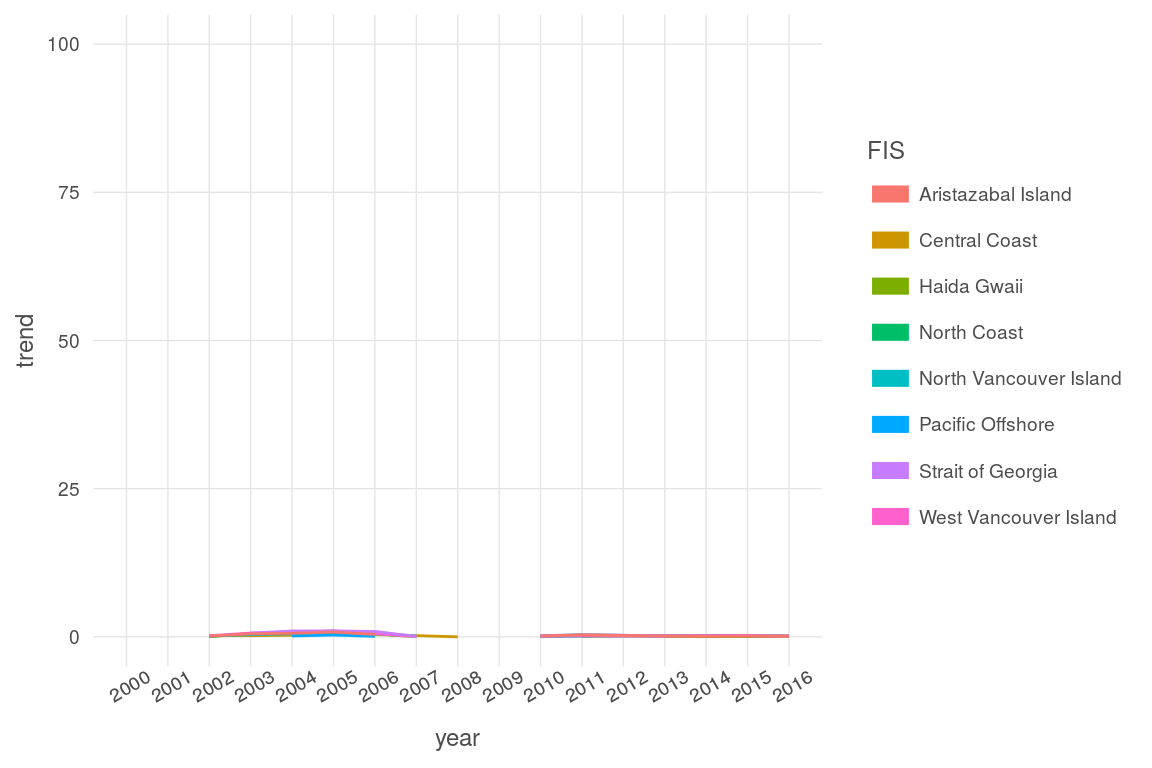 100
75
50
25
0
trend
2000 2001 2002 2003 2004 2005 2006 2007 2008 2009 2010 2011 2012 2013 2014 2015 2016
year
FIS
Aristazabal Island
Central Coast
Haida Gwaii
North Coast
North Vancouver Island
Pacific Offshore
Strait of Georgia
West Vancouver Island